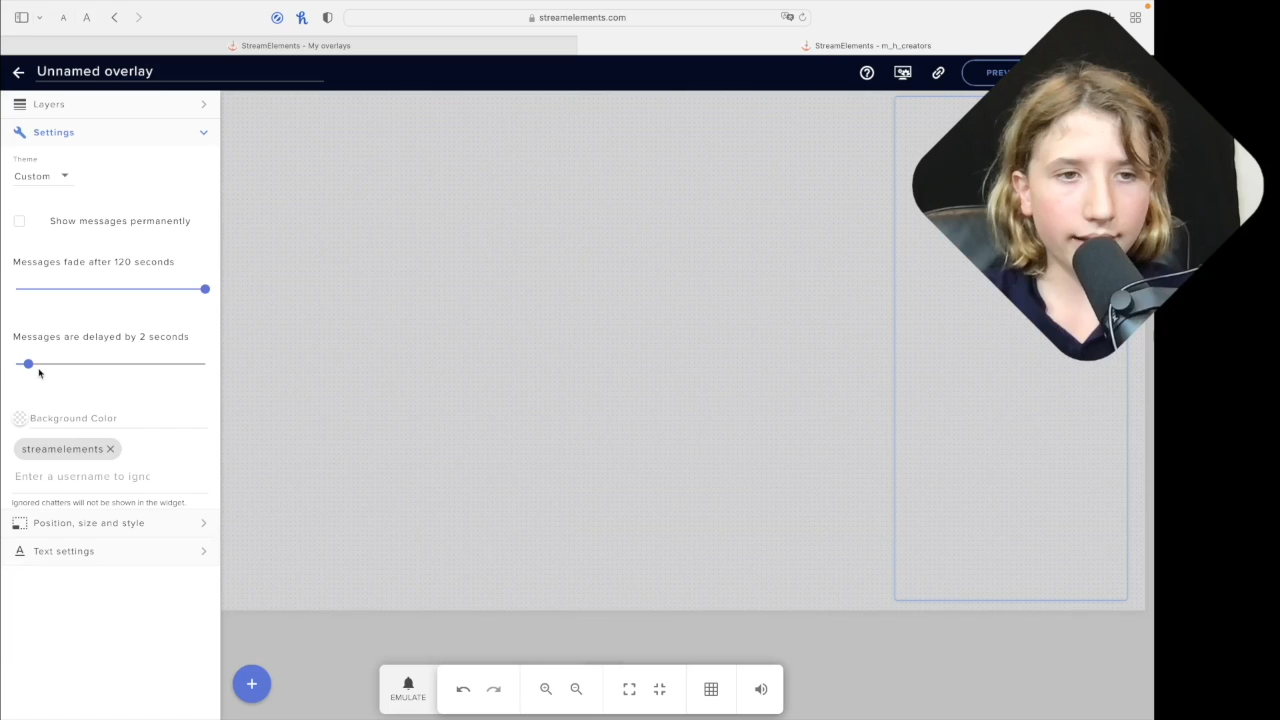 A A streamelements.com
StreamElements - My overlays
StreamElements - m_h_creators
Unnamed overlay
Layers
Settings
Theme
Custom
Show messages permanently
Messages fade after 120 seconds
Messages are delayed by 2 seconds
Background Color
streamelements
Enter a username to ignc
Ignored chatters will not be shown in the widget.
Position, size and style
A Text settings
EMULATE